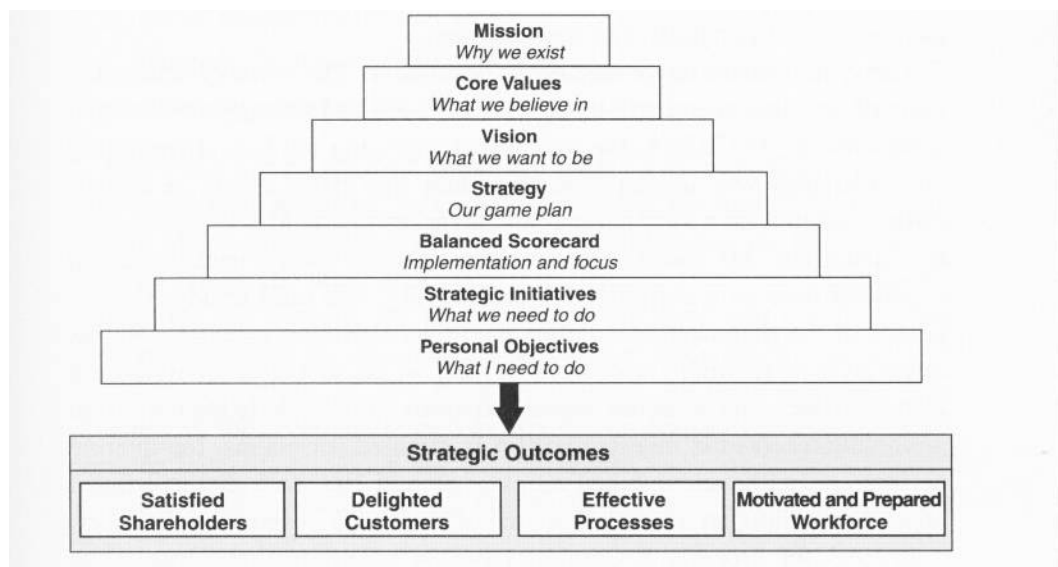 Mission
Why we exist
Core Values
What we believe in
Vision
What we want to be
Strategy
Our game plan
Balanced Scorecard
Implementation and focus
Strategic Initiatives
What we need to do
Personal Objectives
What I need to do
Strategic Outcomes
Satisfied
Shareholders
Delighted
Customers
Effective
Processes
Motivated and Prepared
Workforce